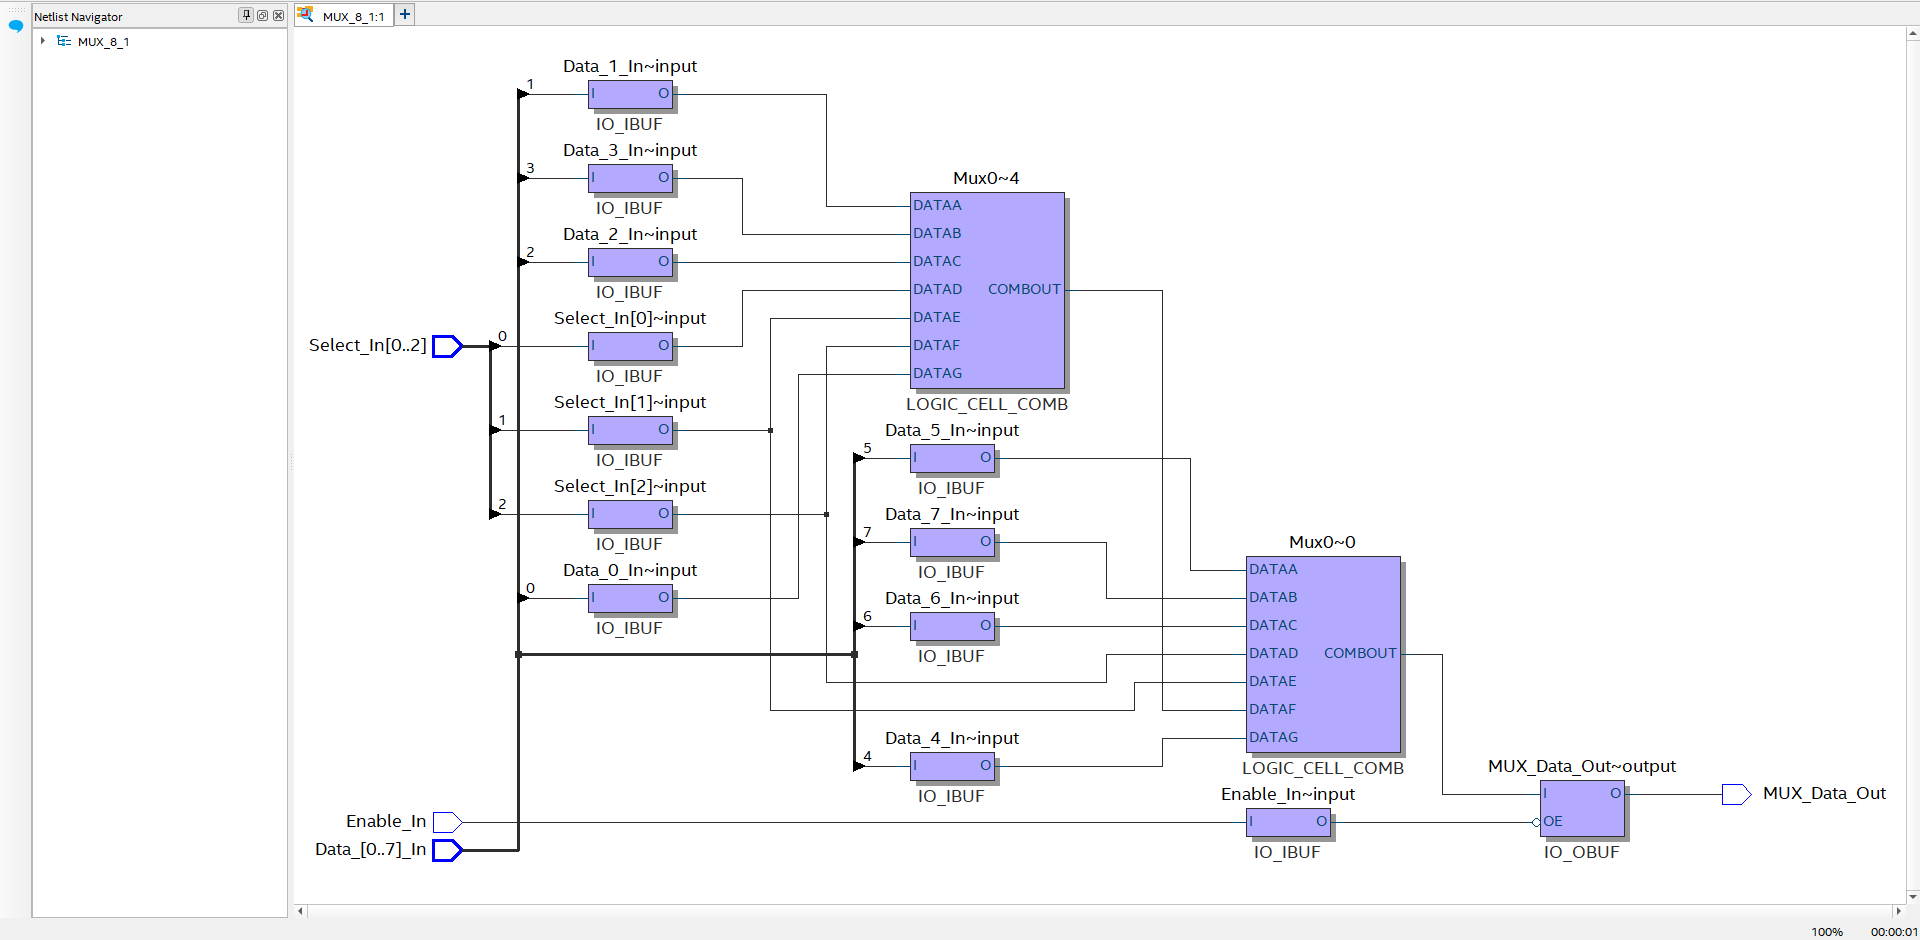 Netlist Navigator
MUX_8_1:1
MUX_8_1
Data_1_In~input
1
I O
IO_IBUF
Data_3_In~input
3
I O
IO_IBUF
Data_2_In~input
2
I O
IO_IBUF
Select_In[0]~input
Select_In[0..2]
0
I O
IO_IBUF
Select_In[1]~input
1
I O
IO_IBUF
Select_In[2]~input
2
I O
IO_IBUF
Data_0_In~input
0
I O
IO_IBUF
Mux0~4
DATAA
DATAB
DATAC
DATAD COMBOUT
DATAE
DATAF
DATAG
LOGIC_CELL_COMB
Data_5_In~input
5
I O
IO_IBUF
Data_7_In~input
7
I O
IO_IBUF
Data_6_In~input
6
I O
IO_IBUF
Data_4_In~input
4
I O
IO_IBUF
Mux0~0
DATAA
DATAB
DATAC
DATAD COMBOUT
DATAE
DATAF
DATAG
LOGIC_CELL_COMB
Enable_In
Data_[0..7]_In
Enable_In~input
I O
IO_IBUF
MUX_Data_Out~output
I O
OE
IO_OBUF
MUX_Data_Out
100% 00:00:01